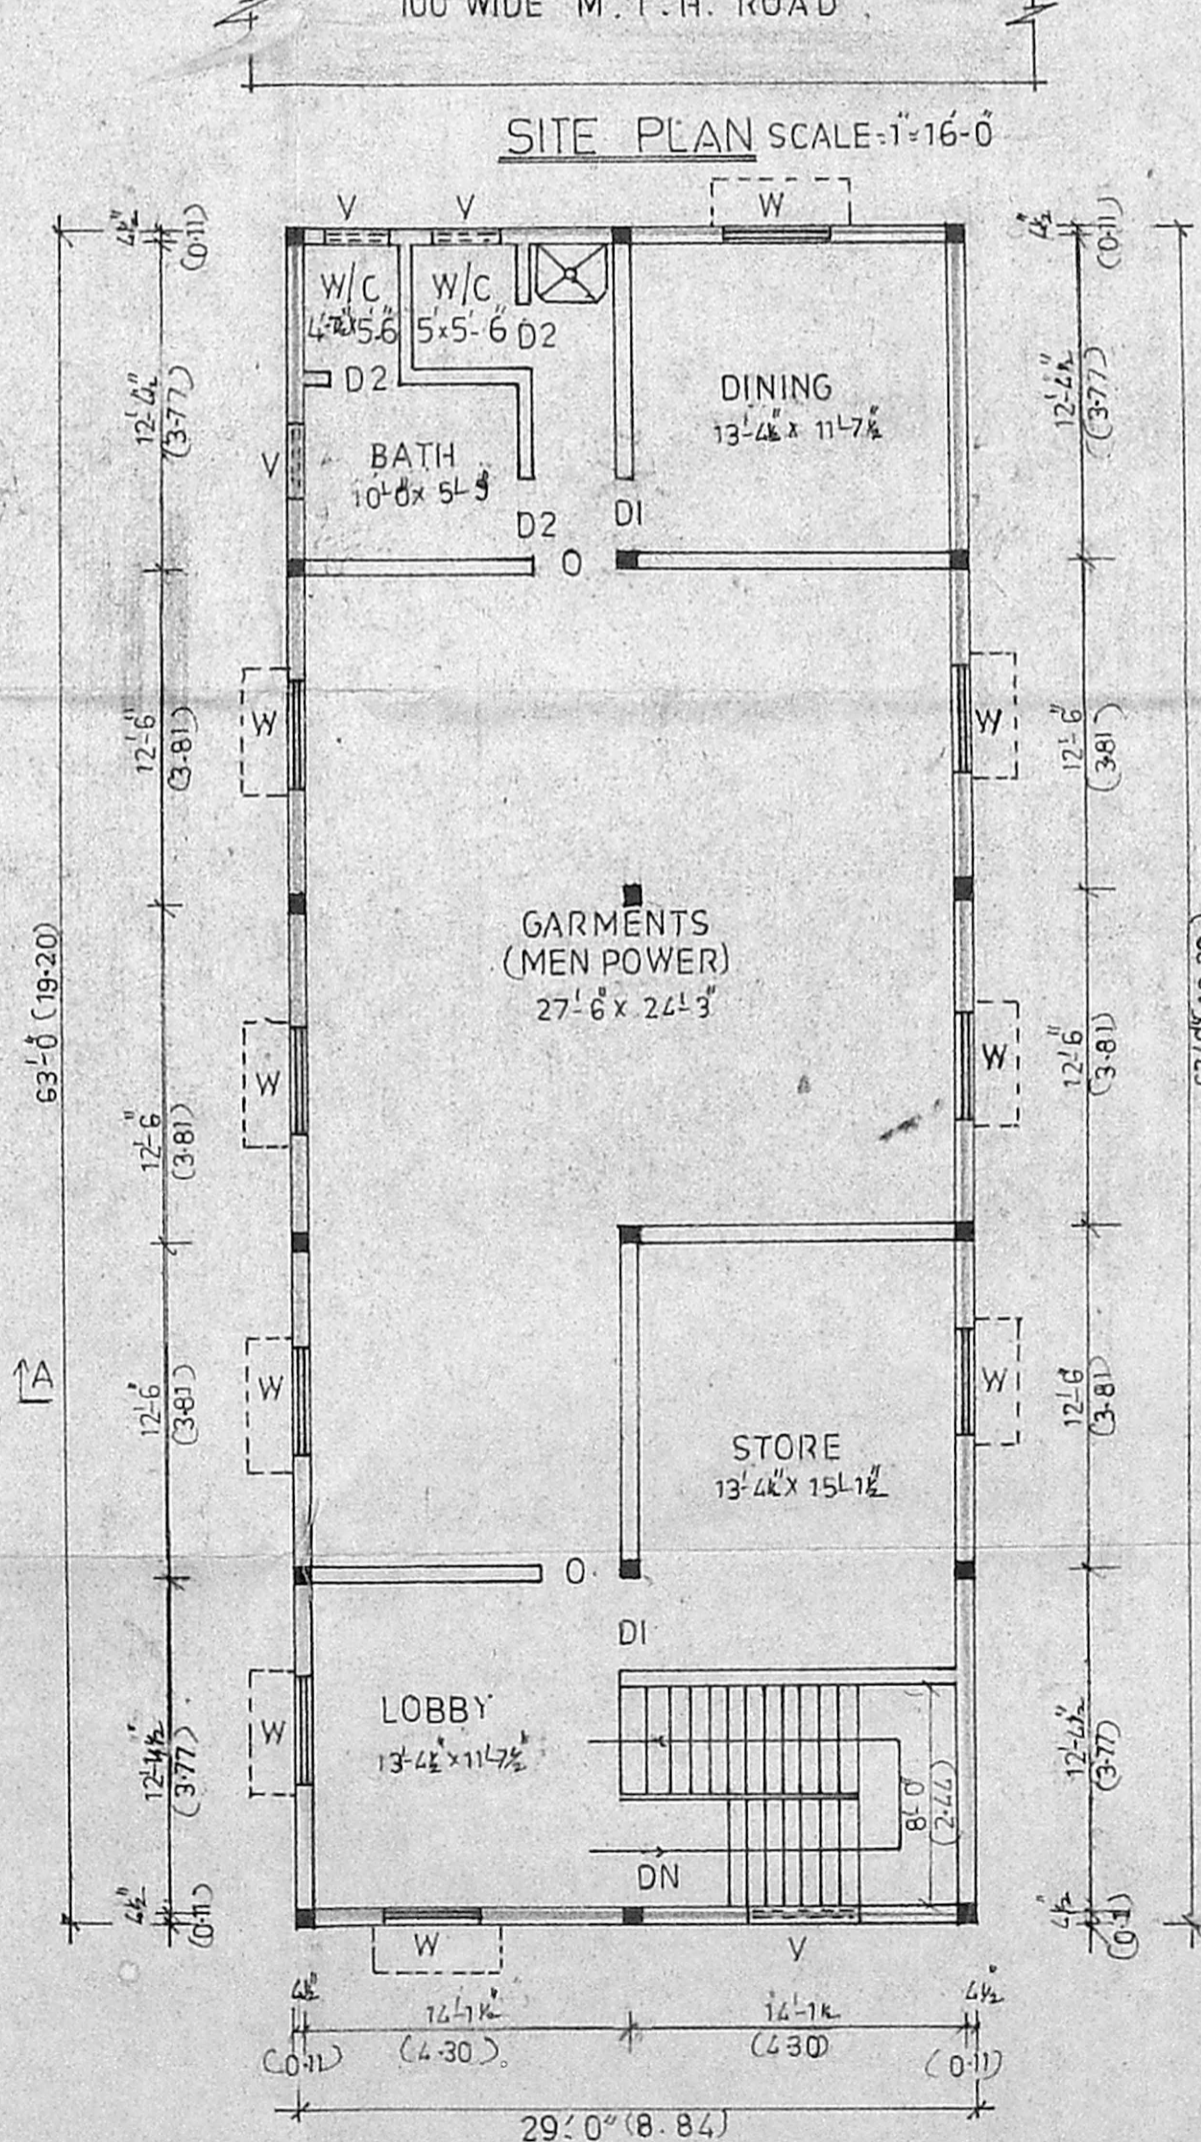 100 WIDE M.T.H. ROAD.
SITE PLAN SCALE=1"=16'-0"
V
V
W
4½"
(0·11)
4½"
(0·11)
W/C
5'-6"
W/C
5'x5'-6"
D2
D2
DINING
13'-4½" x 11'-7½"
12'-4½"
(3·77)
12'-4½"
(3·77)
V
BATH
10'-0" x 5'-
D2
D1
O
12'-6"
(3·81)
W
W
12'-6"
(3·81)
GARMENTS
(MEN POWER)
27'-6" x 24'-3"
63'-0" (19·20)
W
W
12'-6"
(3·81)
12'-6"
(3·81)
A
12'-6"
(3·81)
W
W
12'-6"
(3·81)
STORE
13'-4½" x 15'-1½"
O
D1
LOBBY
13'-4½" x 11'-7½"
W
12'-4½"
(3·77)
12'-4½"
(3·77)
8'-0"
(2·44)
DN
4½"
(0·11)
4½"
(0·11)
W
V
4½"
14'-1½"
14'-1½
4½"
(0·11)
(4·30)
(4·30)
(0·11)
29'-0" (8.84)